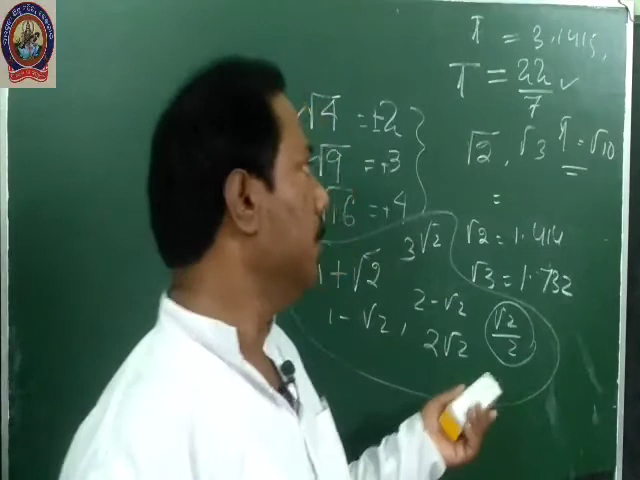 π = 3.1415,
π = 22/7 ✓
√4 = ±2
√9 = ±3
√16 = ±4
√2, √3 π = √10
=
√2 = 1.414
√3 = 1.732
1 + √2
3√2
1 - √2, 2 - √2
2√2
√2/2